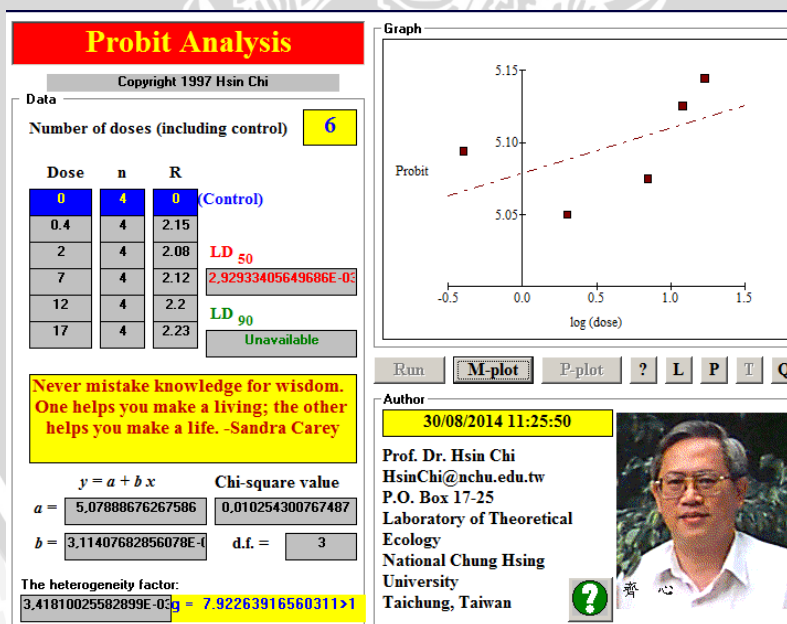 Probit Analysis
Copyright 1997 Hsin Chi
Data
Number of doses (including control) 6
Dose n R
0 4 0 (Control)
0.4 4 2.15
2 4 2.08
7 4 2.12
12 4 2.2
17 4 2.23
LD 50
2,92933405649686E-03
LD 90
Unavailable
Never mistake knowledge for wisdom.
One helps you make a living; the other
helps you make a life. -Sandra Carey
y = a + b x
Chi-square value
a = 5,07888676267586 0,010254300767487
b = 3,11407682856078E-0 d.f. = 3
The heterogeneity factor:
3,41810025582899E-03 g = 7.92263916560311>1
Graph
5.15
5.10
Probit
5.05
-0.5 0.0 0.5 1.0 1.5
log (dose)
Run M-plot P-plot ? L P T Q
Author
30/08/2014 11:25:50
Prof. Dr. Hsin Chi
HsinChi@nchu.edu.tw
P.O. Box 17-25
Laboratory of Theoretical
Ecology
National Chung Hsing
University
Taichung, Taiwan
?
齊 心